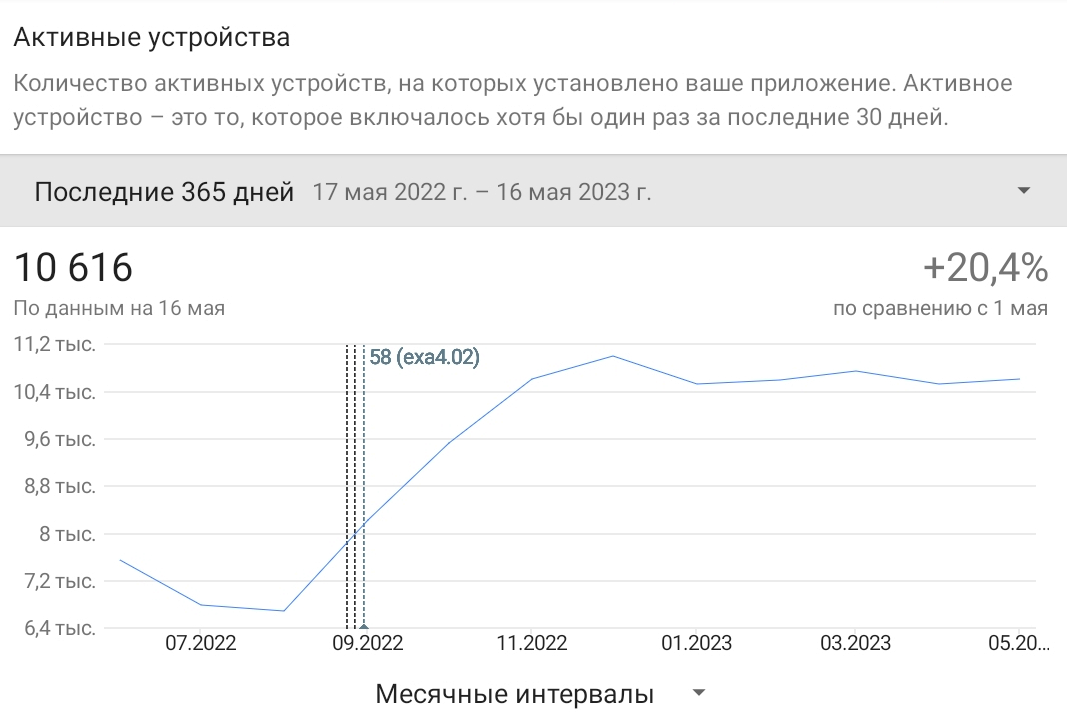 Активные устройства
Количество активных устройств, на которых установлено ваше приложение. Активное
устройство – это то, которое включалось хотя бы один раз за последние 30 дней.
Последние 365 дней 17 мая 2022 г. – 16 мая 2023 г.
10 616
+20,4%
По данным на 16 мая
по сравнению с 1 мая
11,2 тыс.
58 (exa4.02)
10,4 тыс.
9,6 тыс.
8,8 тыс.
8 тыс.
7,2 тыс.
6,4 тыс.
07.2022 09.2022 11.2022 01.2023 03.2023 05.20...
Месячные интервалы